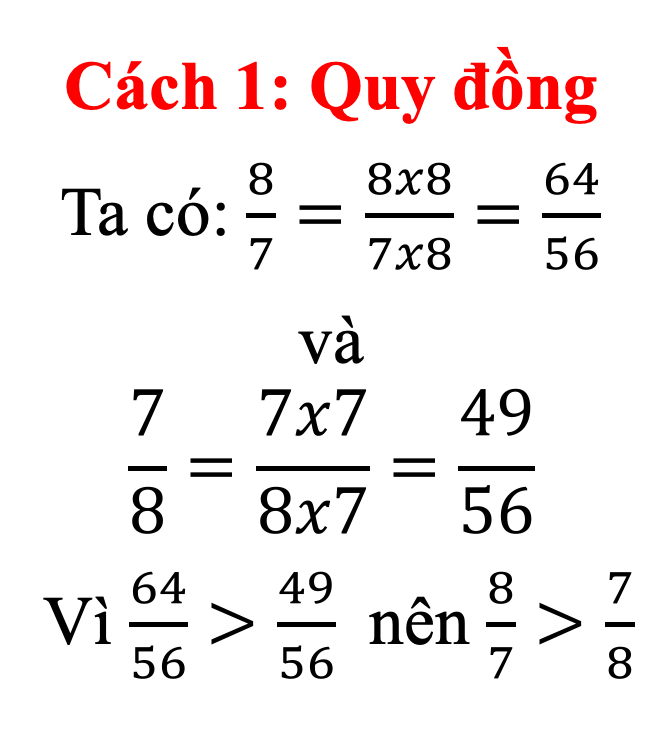 Cách 1: Quy đồng
Ta có: 8/7 = 8x8/7x8 = 64/56
và
7/8 = 7x7/8x7 = 49/56
Vì 64/56 > 49/56 nên 8/7 > 7/8